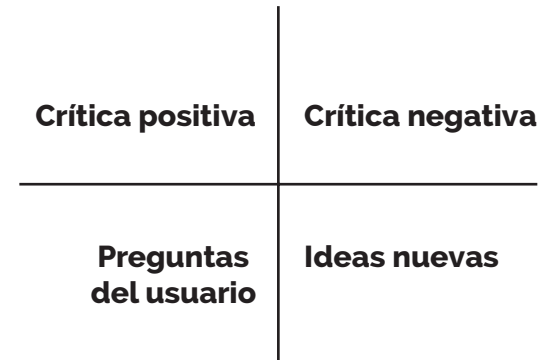 Crítica positiva
Crítica negativa
Preguntas
del usuario
Ideas nuevas